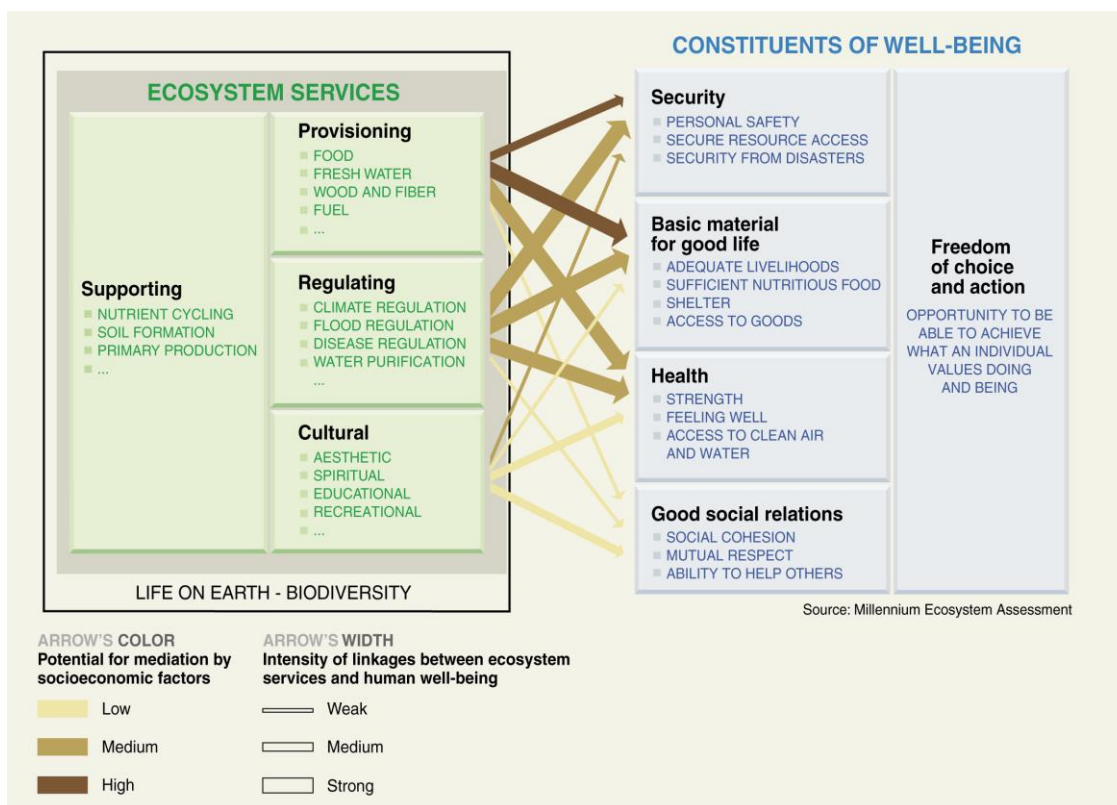 CONSTITUENTS OF WELL-BEING
ECOSYSTEM SERVICES
Supporting
NUTRIENT CYCLING
SOIL FORMATION
PRIMARY PRODUCTION
...
Provisioning
FOOD
FRESH WATER
WOOD AND FIBER
FUEL
...
Regulating
CLIMATE REGULATION
FLOOD REGULATION
DISEASE REGULATION
WATER PURIFICATION
...
Cultural
AESTHETIC
SPIRITUAL
EDUCATIONAL
RECREATIONAL
...
LIFE ON EARTH - BIODIVERSITY
Security
PERSONAL SAFETY
SECURE RESOURCE ACCESS
SECURITY FROM DISASTERS
Basic material
for good life
ADEQUATE LIVELIHOODS
SUFFICIENT NUTRITIOUS FOOD
SHELTER
ACCESS TO GOODS
Health
STRENGTH
FEELING WELL
ACCESS TO CLEAN AIR
AND WATER
Good social relations
SOCIAL COHESION
MUTUAL RESPECT
ABILITY TO HELP OTHERS
Freedom
of choice
and action
OPPORTUNITY TO BE
ABLE TO ACHIEVE
WHAT AN INDIVIDUAL
VALUES DOING
AND BEING
Source: Millennium Ecosystem Assessment
ARROW'S COLOR
Potential for mediation by
socioeconomic factors
Low
Medium
High
ARROW'S WIDTH
Intensity of linkages between ecosystem
services and human well-being
Weak
Medium
Strong